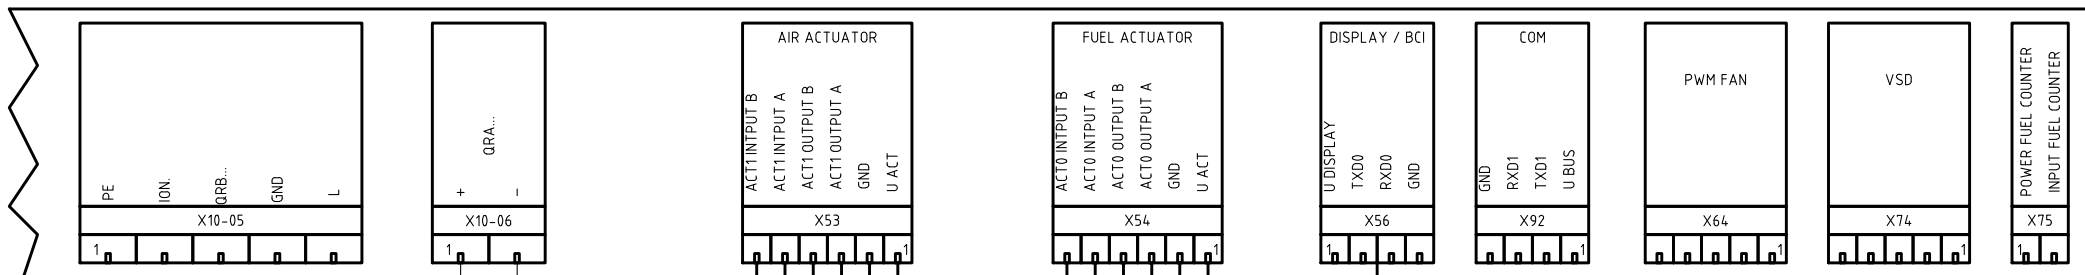 PE
ION.
QRB...
GND
L
X10-05
1
QRA...
+
-
X10-06
1
AIR ACTUATOR
ACT1 INTPUT B
ACT1 INTPUT A
ACT1 OUTPUT B
ACT1 OUTPUT A
GND
U ACT
X53
1
FUEL ACTUATOR
ACT0 INTPUT B
ACT0 INTPUT A
ACT0 OUTPUT B
ACT0 OUTPUT A
GND
U ACT
X54
1
DISPLAY / BCI
U DISPLAY
TXD0
RXD0
GND
X56
1
COM
GND
RXD1
TXD1
U BUS
X92
1
PWM FAN
X64
1
VSD
X74
1
POWER FUEL COUNTER
INPUT FUEL COUNTER
X75
1